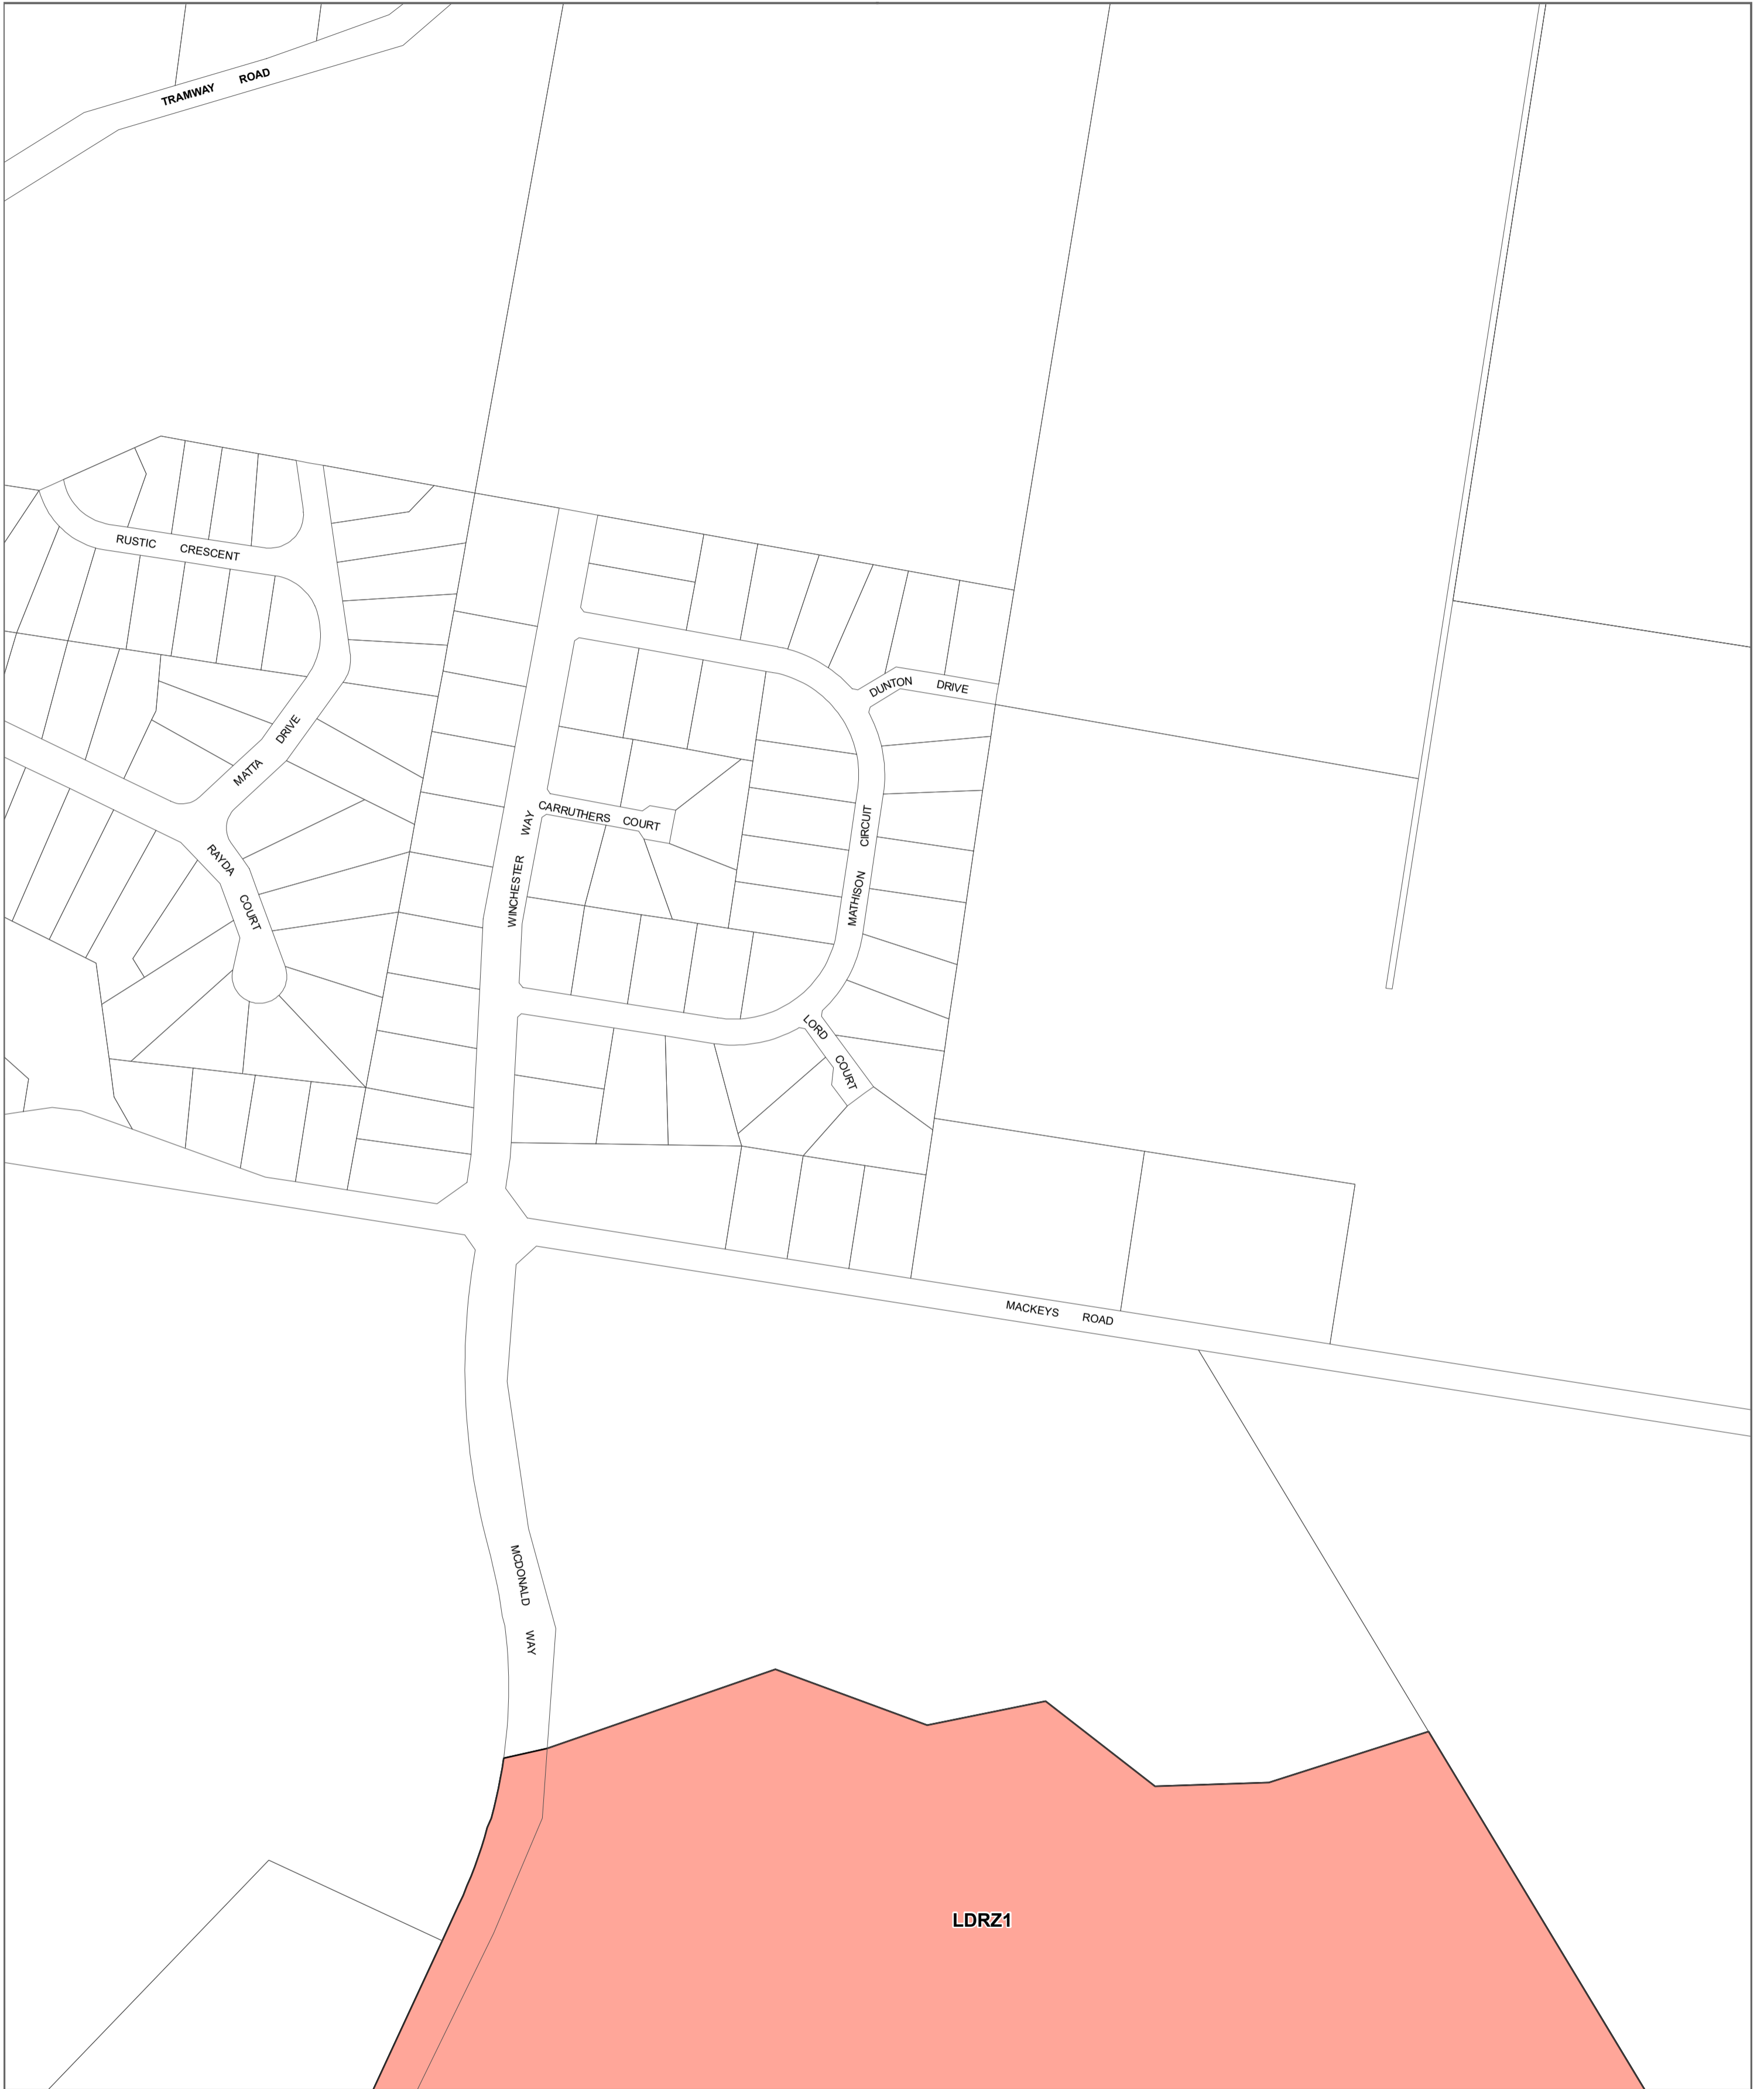 TRAMWAY ROAD
RUSTIC CRESCENT
DUNTON DRIVE
MATTA DRIVE
CARRUTHERS COURT
WINCHESTER WAY
MATHISON CIRCUIT
RAYDA COURT
LORD COURT
MACKEYS ROAD
MCDONALD WAY
LDRZ1